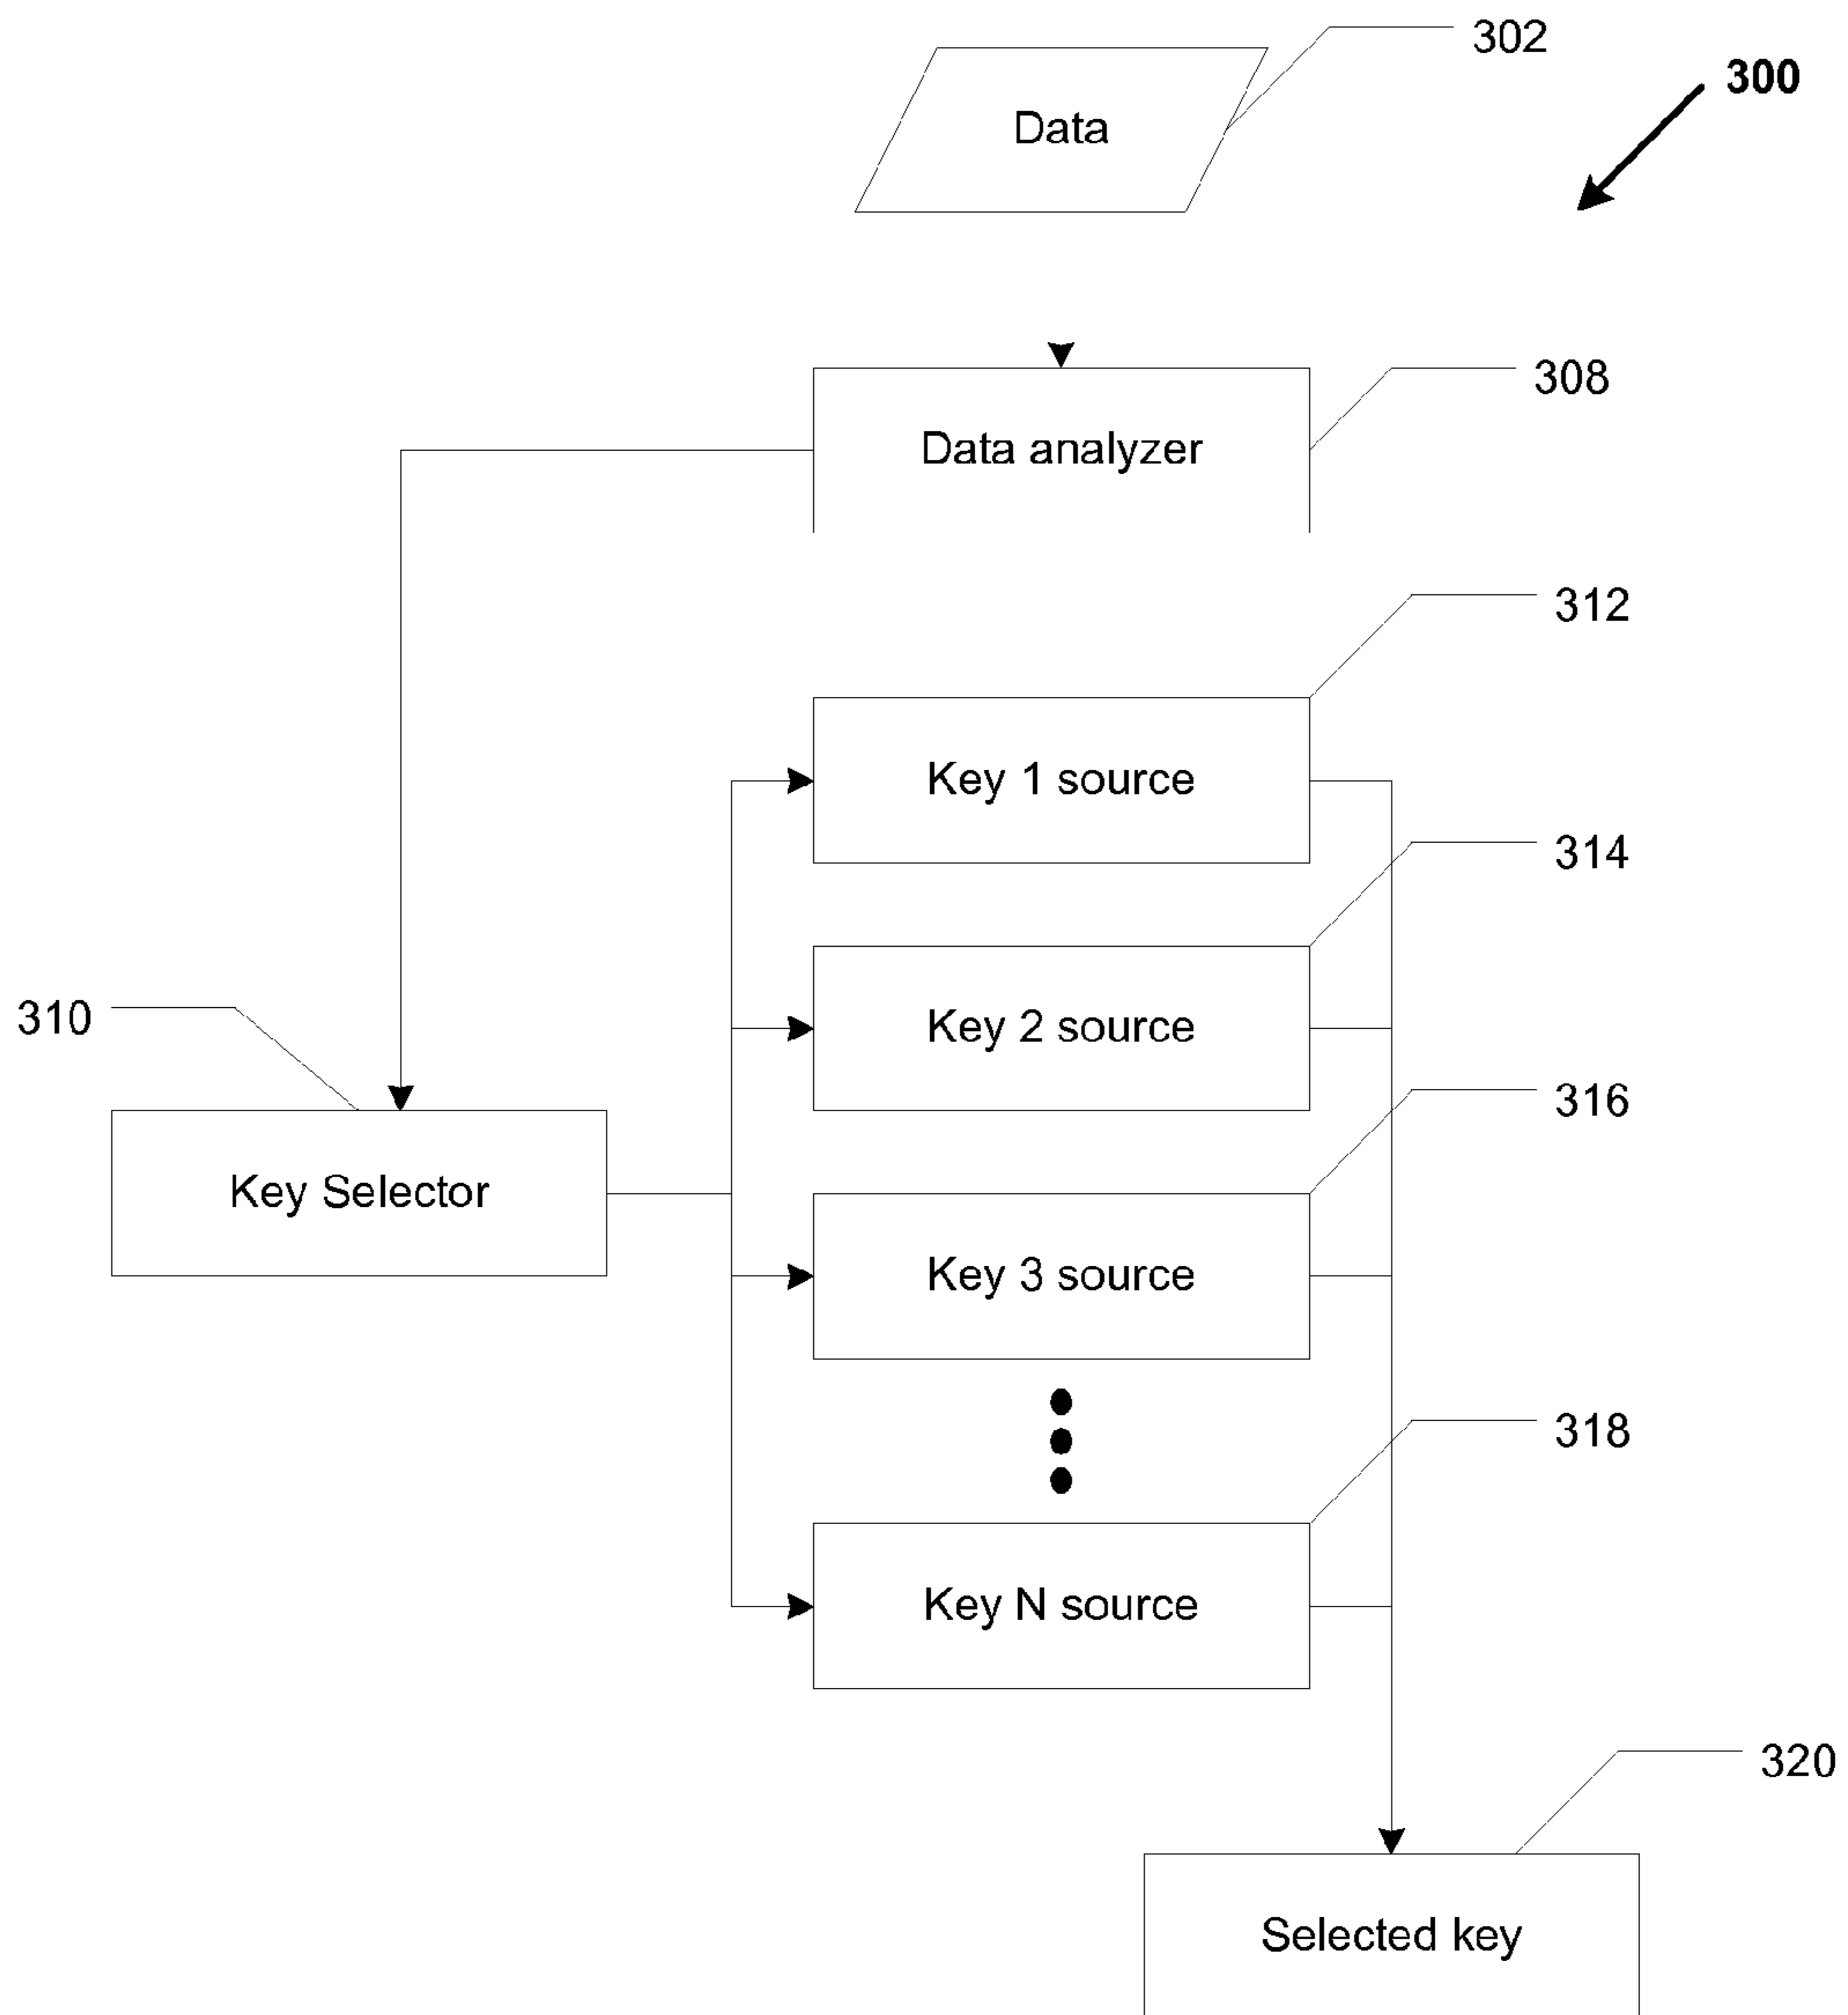 302
300
Data
308
Data analyzer
312
Key 1 source
314
310
Key 2 source
316
Key Selector
Key 3 source
318
Key N source
320
Selected key